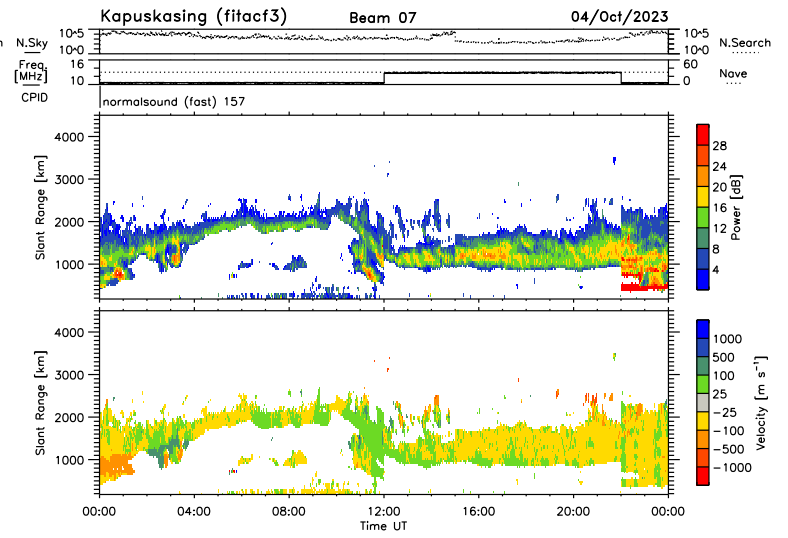 Kapuskasing (fitacf3) Beam 07 04/Oct/2023
n N.Sky 10^5 10^0 10^5 10^0 N.Search
Freq. [MHz] 16 10 60 0 Nave
CPID normalsound (fast) 157
Slant Range [km]
4000
3000
2000
1000
28
24
20
16
12
8
4
Power [dB]
Slant Range [km]
4000
3000
2000
1000
1000
500
100
25
-25
-100
-500
-1000
Velocity [m s⁻¹]
00:00 04:00 08:00 12:00 16:00 20:00 00:00
Time UT